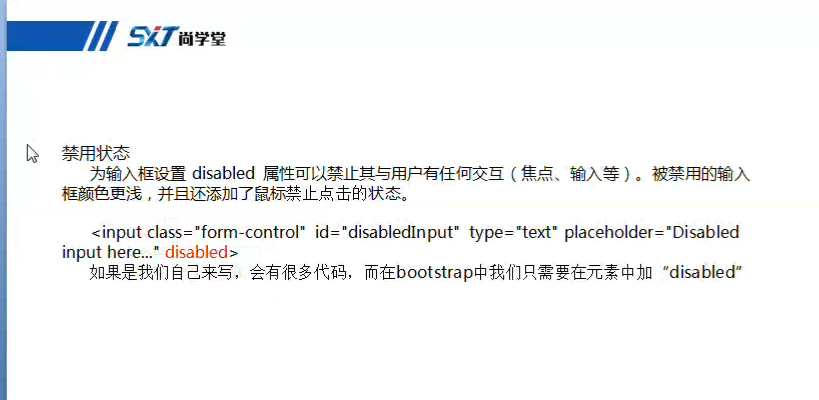 SXT 尚学堂
禁用状态
为输入框设置 disabled 属性可以禁止其与用户有任何交互（焦点、输入等）。被禁用的输入
框颜色更浅，并且还添加了鼠标禁止点击的状态。
<input class="form-control" id="disabledInput" type="text" placeholder="Disabled
input here..." disabled>
如果是我们自己来写，会有很多代码，而在bootstrap中我们只需要在元素中加“disabled”